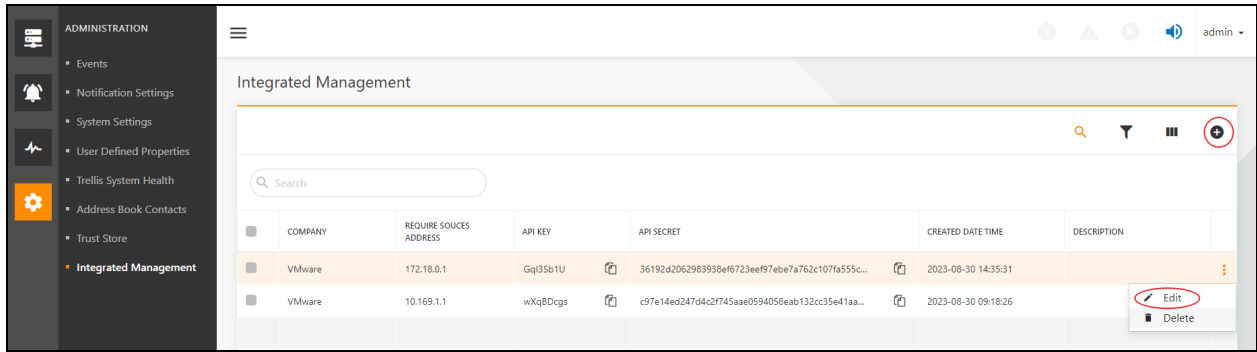 ADMINISTRATION
Events
Notification Settings
System Settings
User Defined Properties
Trellis System Health
Address Book Contacts
Trust Store
Integrated Management
admin
Integrated Management
Search
COMPANY
REQUIRE SOUCES
ADDRESS
API KEY
API SECRET
CREATED DATE TIME
DESCRIPTION
VMware 172.18.0.1 GqI3Sb1U 36192d2062983938ef6723eef97ebe7a762c107fa555c... 2023-08-30 14:35:31
VMware 10.169.1.1 wXqBDcgs c97e14ed247d4c2f745aae0594058eab132cc35e41aa... 2023-08-30 09:18:26
Edit
Delete